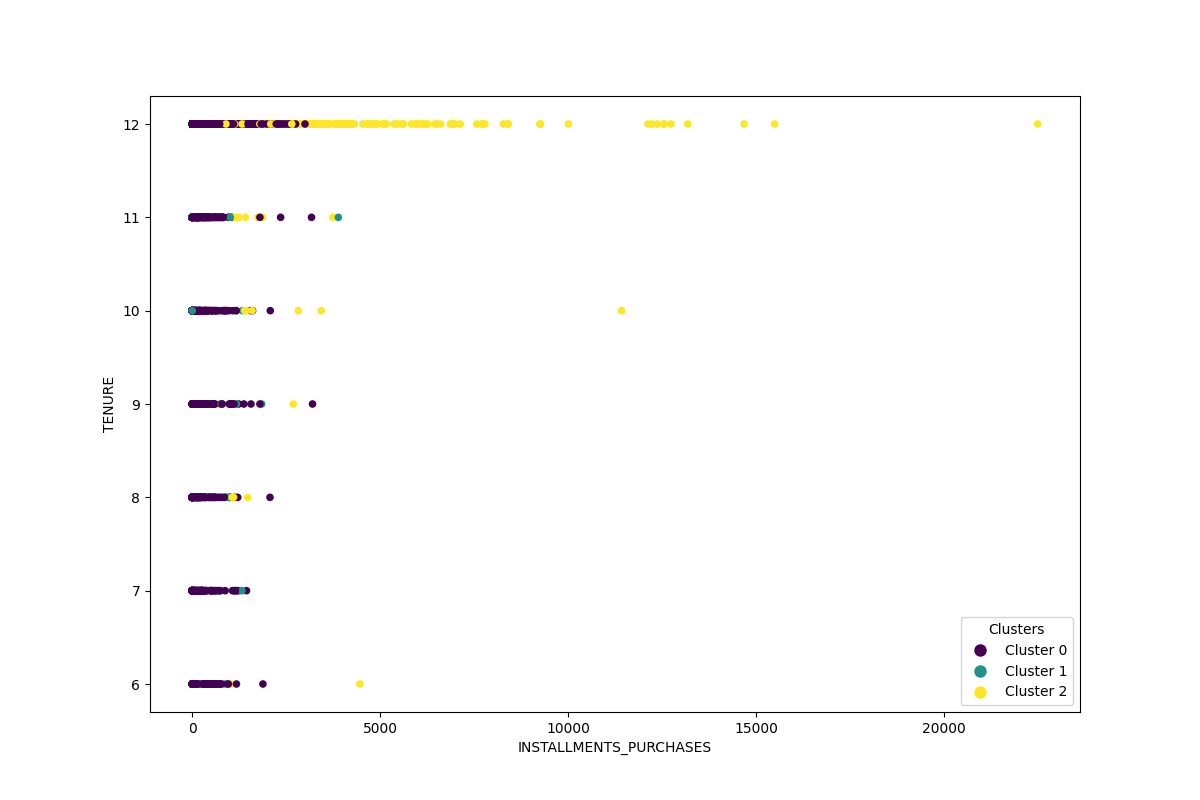 12
11
10
9
8
7
6
TENURE
0 5000 10000 15000 20000
INSTALLMENTS_PURCHASES
Clusters
Cluster 0
Cluster 1
Cluster 2